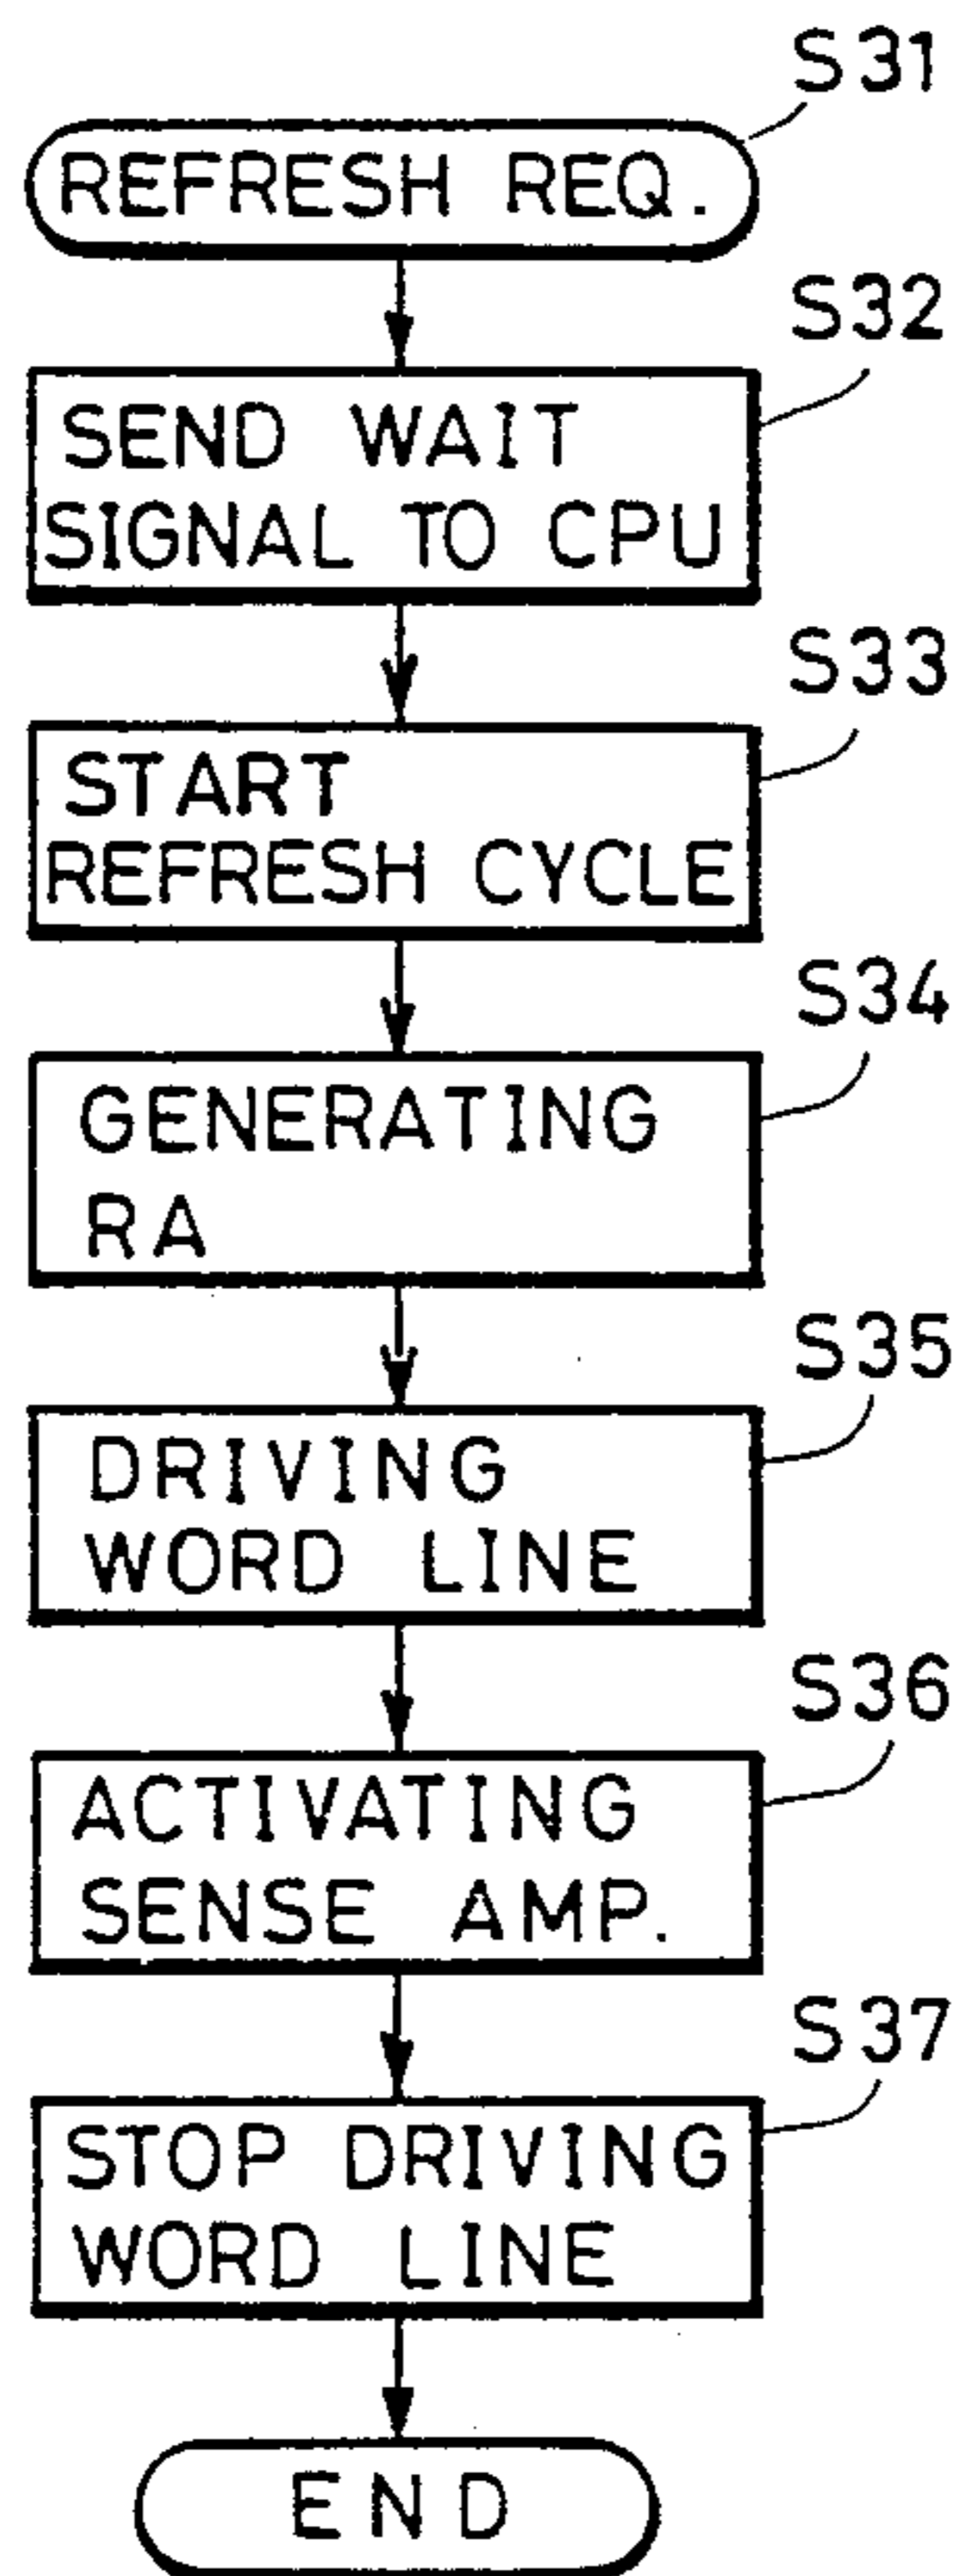 S31
REFRESH REQ.
S32
SEND WAIT
SIGNAL TO CPU
S33
START
REFRESH CYCLE
S34
GENERATING
RA
S35
DRIVING
WORD LINE
S36
ACTIVATING
SENSE AMP.
S37
STOP DRIVING
WORD LINE
END